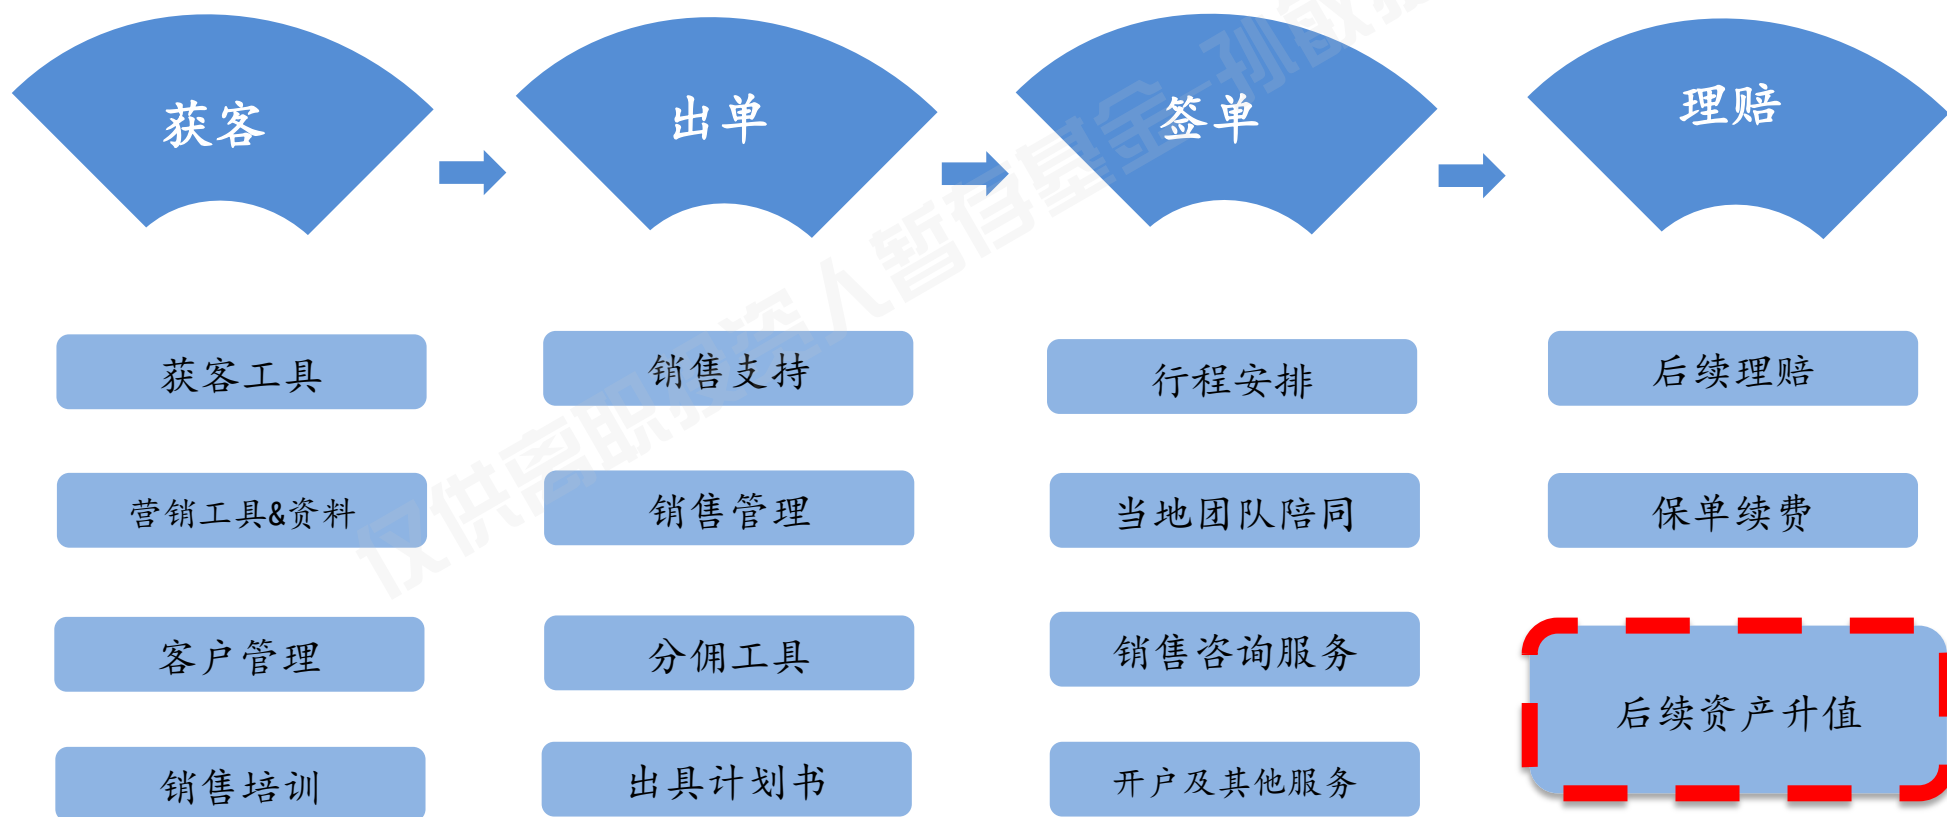 获客
出单
签单
理赔
获客工具
销售支持
行程安排
后续理赔
营销工具&资料
销售管理
当地团队陪同
保单续费
客户管理
分佣工具
销售咨询服务
后续资产升值
销售培训
出具计划书
开户及其他服务